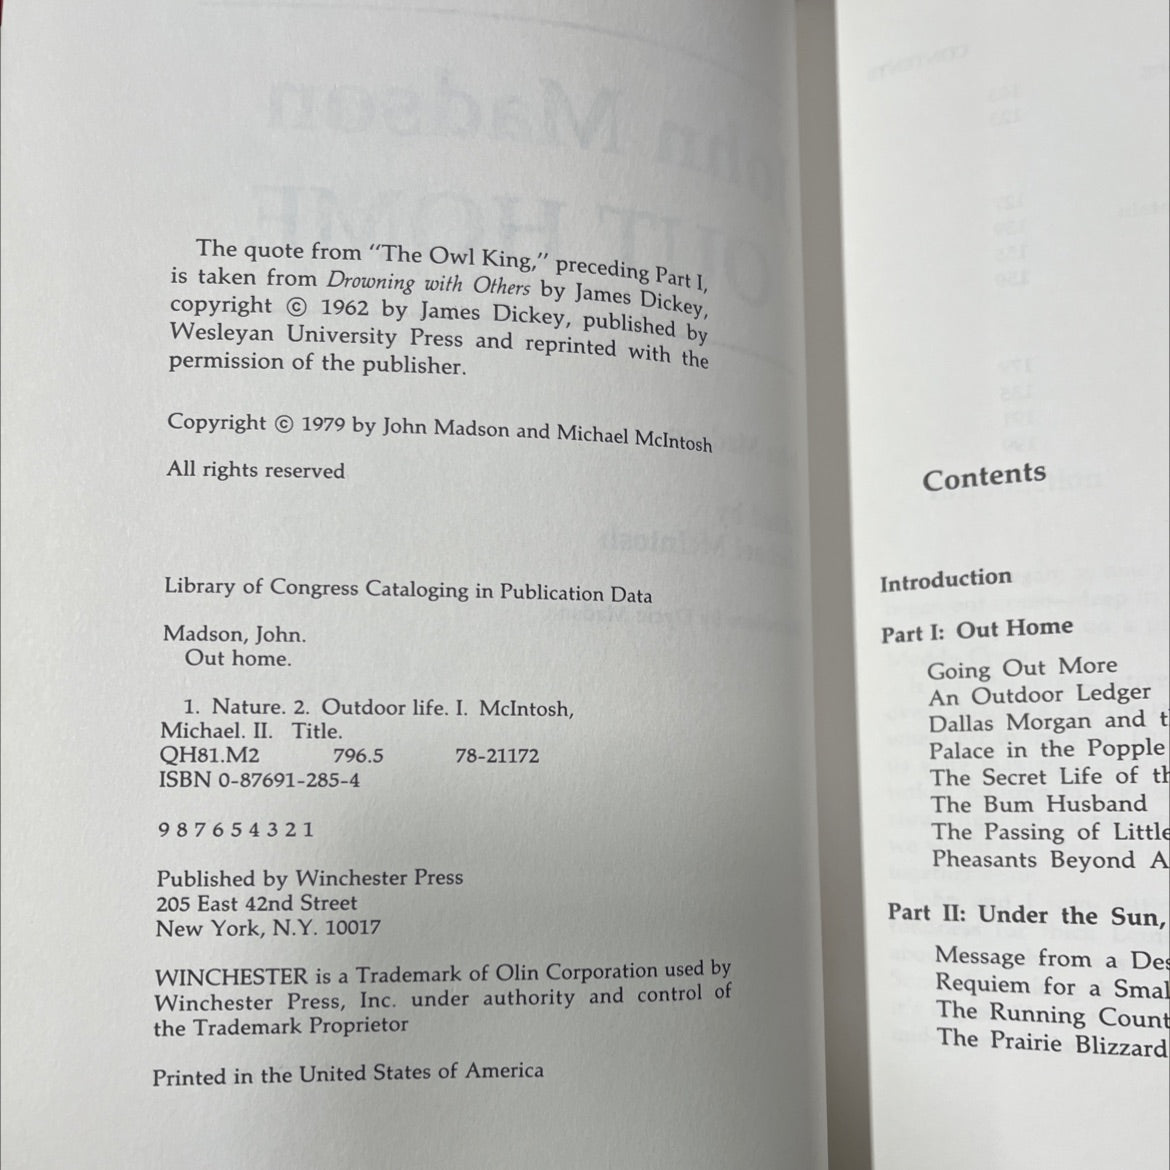 The quote from “The Owl King,” preceding Part I,
is taken from Drowning with Others by James Dickey,
copyright © 1962 by James Dickey, published by
Wesleyan University Press and reprinted with the
permission of the publisher.
Copyright © 1979 by John Madson and Michael McIntosh
All rights reserved
Library of Congress Cataloging in Publication Data
Madson, John.
Out home.
1. Nature. 2. Outdoor life. I. McIntosh,
Michael. II. Title.
QH81.M2 796.5 78-21172
ISBN 0-87691-285-4
9 8 7 6 5 4 3 2 1
Published by Winchester Press
205 East 42nd Street
New York, N.Y. 10017
WINCHESTER is a Trademark of Olin Corporation used by
Winchester Press, Inc. under authority and control of
the Trademark Proprietor
Printed in the United States of America
Contents
Introduction
Part I: Out Home
Going Out More
An Outdoor Ledger
Dallas Morgan and
Palace in the Popple
The Secret Life of
The Bum Husband
The Passing of Little
Pheasants Beyond
Part II: Under the Sun,
Message from a
Requiem for a
The Running
The Prairie Blizzard